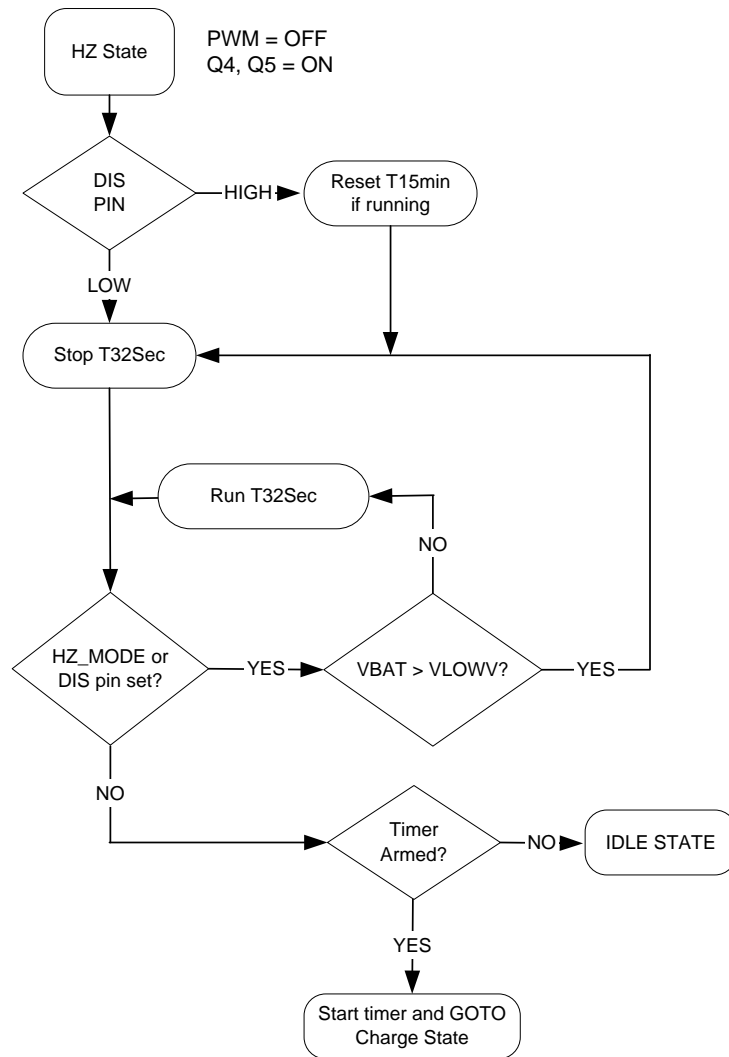 HZ State
PWM = OFF
Q4, Q5 = ON
DIS
PIN
HIGH
Reset T15min
if running
LOW
Stop T32Sec
Run T32Sec
NO
HZ_MODE or
DIS pin set?
YES
VBAT > VLOWV?
YES
NO
Timer
Armed?
NO
IDLE STATE
YES
Start timer and GOTO
Charge State